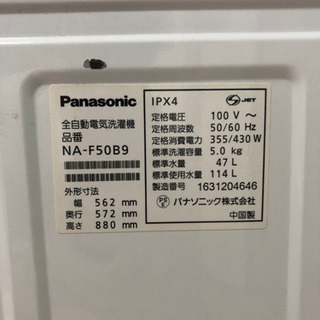 Panasonic
全自動電気洗濯機
品番
NA-F50B9
外形寸法
幅 562 mm
奥行 572 mm
高さ 880 mm
IPX4
S-JET
定格電圧 100 V ～
定格周波数 50/60 Hz
定格消費電力 355/430 W
標準洗濯容量 5.0 kg
標準水量 47 L
標準使用水量 114 L
製造番号 1631204646
PS E
パナソニック株式会社
中国製